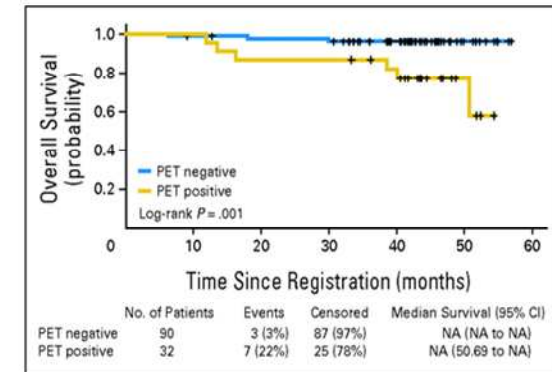 Overall Survival
(probability)
1.0
0.8
0.6
0.4
0.2
PET negative
PET positive
Log-rank P = .001
0 10 20 30 40 50 60
Time Since Registration (months)
No. of Patients Events Censored Median Survival (95% CI)
PET negative 90 3 (3%) 87 (97%) NA (NA to NA)
PET positive 32 7 (22%) 25 (78%) NA (50.69 to NA)